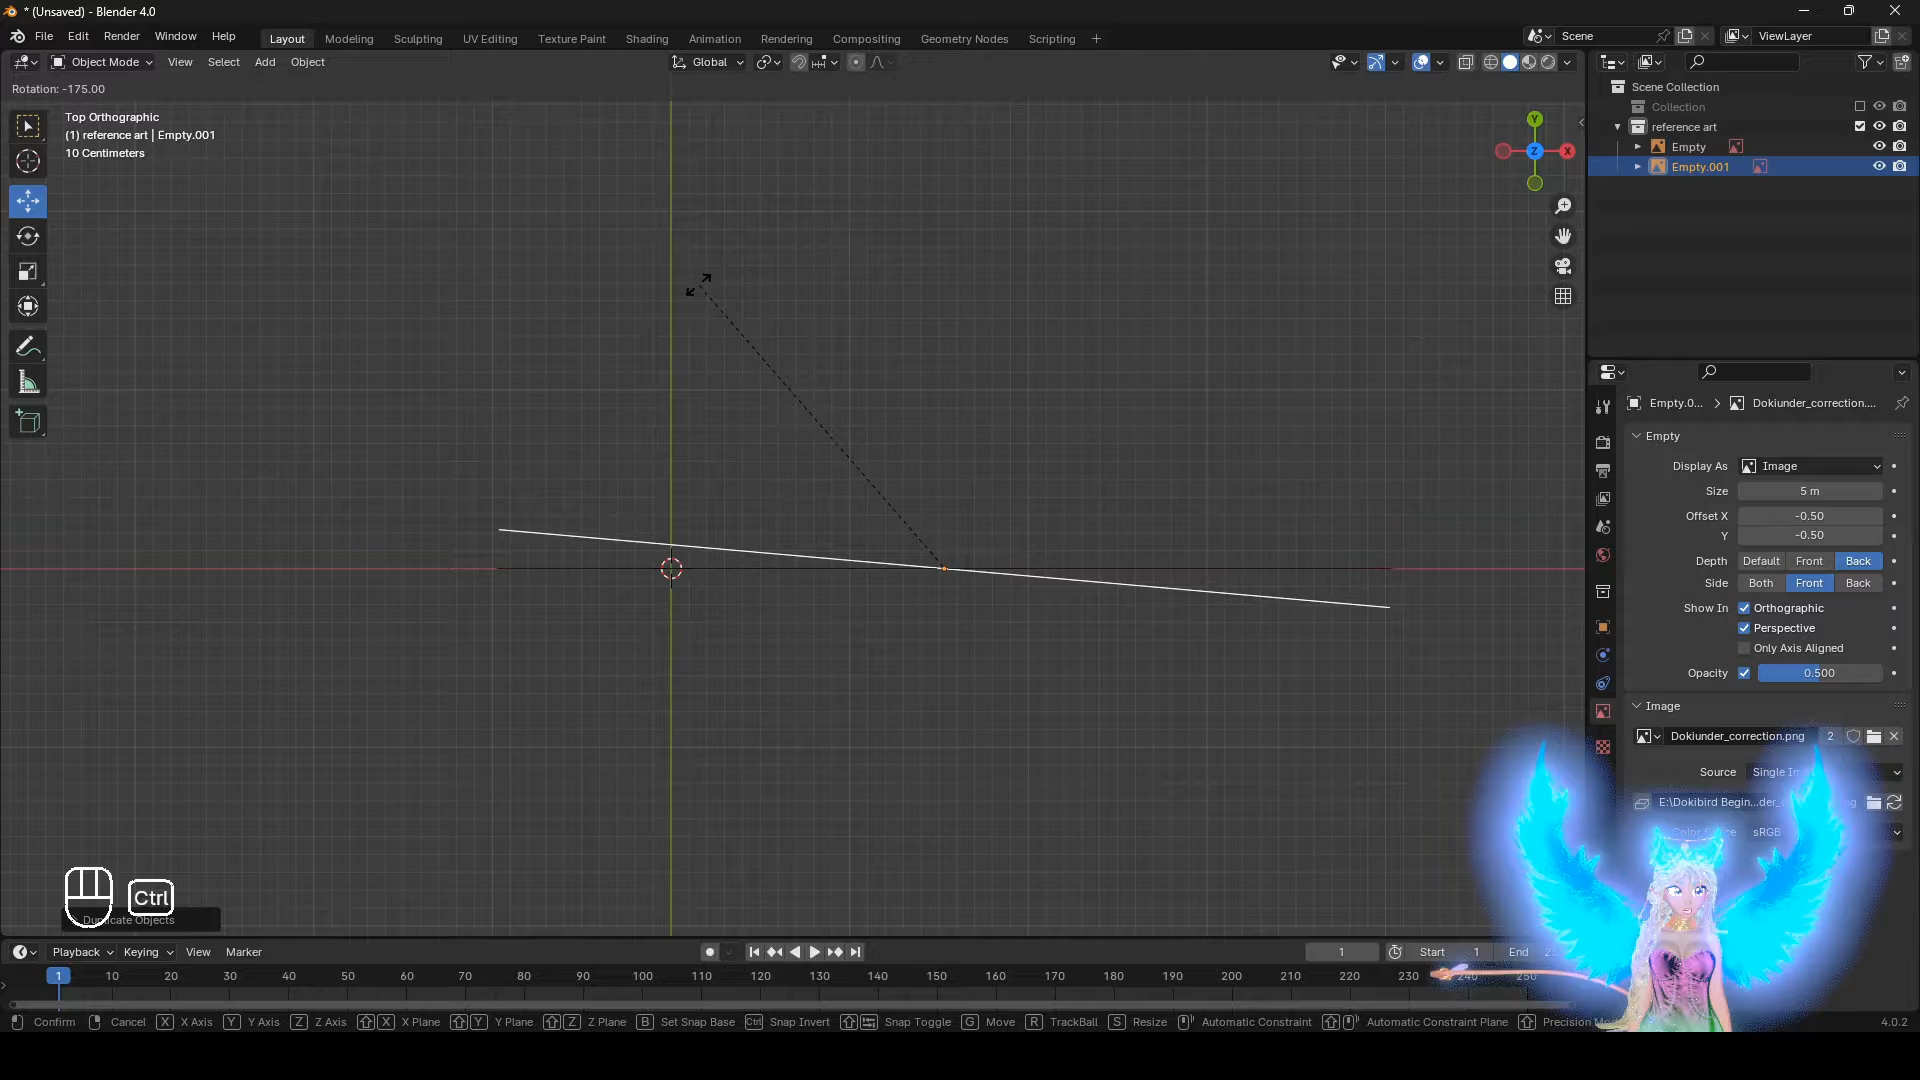 * (Unsaved) - Blender 4.0
File Edit Render Window Help
Layout Modeling Sculpting UV Editing Texture Paint Shading Animation Rendering Compositing Geometry Nodes Scripting +
Scene
ViewLayer
Object Mode View Select Add Object
Global
Rotation: -175.00
Top Orthographic
(1) reference art | Empty.001
10 Centimeters
Y
Z
X
Scene Collection
Collection
reference art
Empty
Empty.001
Empty.0... > Dokiunder_correction....
Empty
Display As Image
Size 5 m
Offset X -0.50
Y -0.50
Depth Default Front Back
Side Both Front Back
Show In Orthographic
Perspective
Only Axis Aligned
Opacity 0.500
Image
Dokiunder_correction.png 2
Source
E:\Dokibird Begin...der_
Color Space sRGB
Ctrl
Duplicate Objects
Playback Keying View Marker
1 Start 1 End
1 10 20 30 40 50 60 70 80 90 100 110 120 130 140 150 160 170 180 190 200 210 220 230 240 250
Confirm Cancel X X Axis Y Y Axis Z Z Axis X X Plane Y Y Plane Z Z Plane B Set Snap Base Ctrl Snap Invert Snap Toggle G Move R TrackBall S Resize Automatic Constraint Automatic Constraint Plane Precision
4.0.2